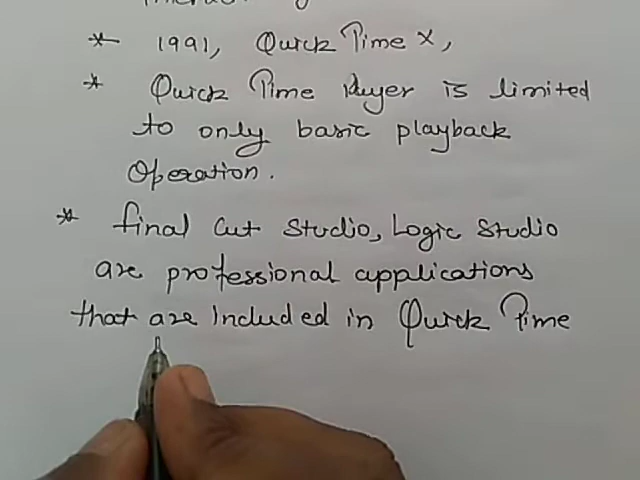 * 1991, Quick Time X,
* Quick Time Player is limited
to only basic playback
Operation.
* final Cut Studio, Logic Studio
are professional applications
that are Included in Quick Time